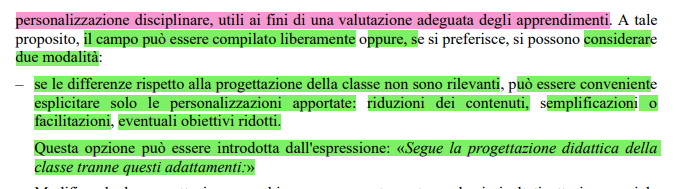 personalizzazione disciplinare, utili ai fini di una valutazione adeguata degli apprendimenti. A tale
proposito, il campo può essere compilato liberamente oppure, se si preferisce, si possono considerare
due modalità:
– se le differenze rispetto alla progettazione della classe non sono rilevanti, può essere conveniente
esplicitare solo le personalizzazioni apportate: riduzioni dei contenuti, semplificazioni o
facilitazioni, eventuali obiettivi ridotti.
Questa opzione può essere introdotta dall'espressione: «Segue la progettazione didattica della
classe tranne questi adattamenti:»